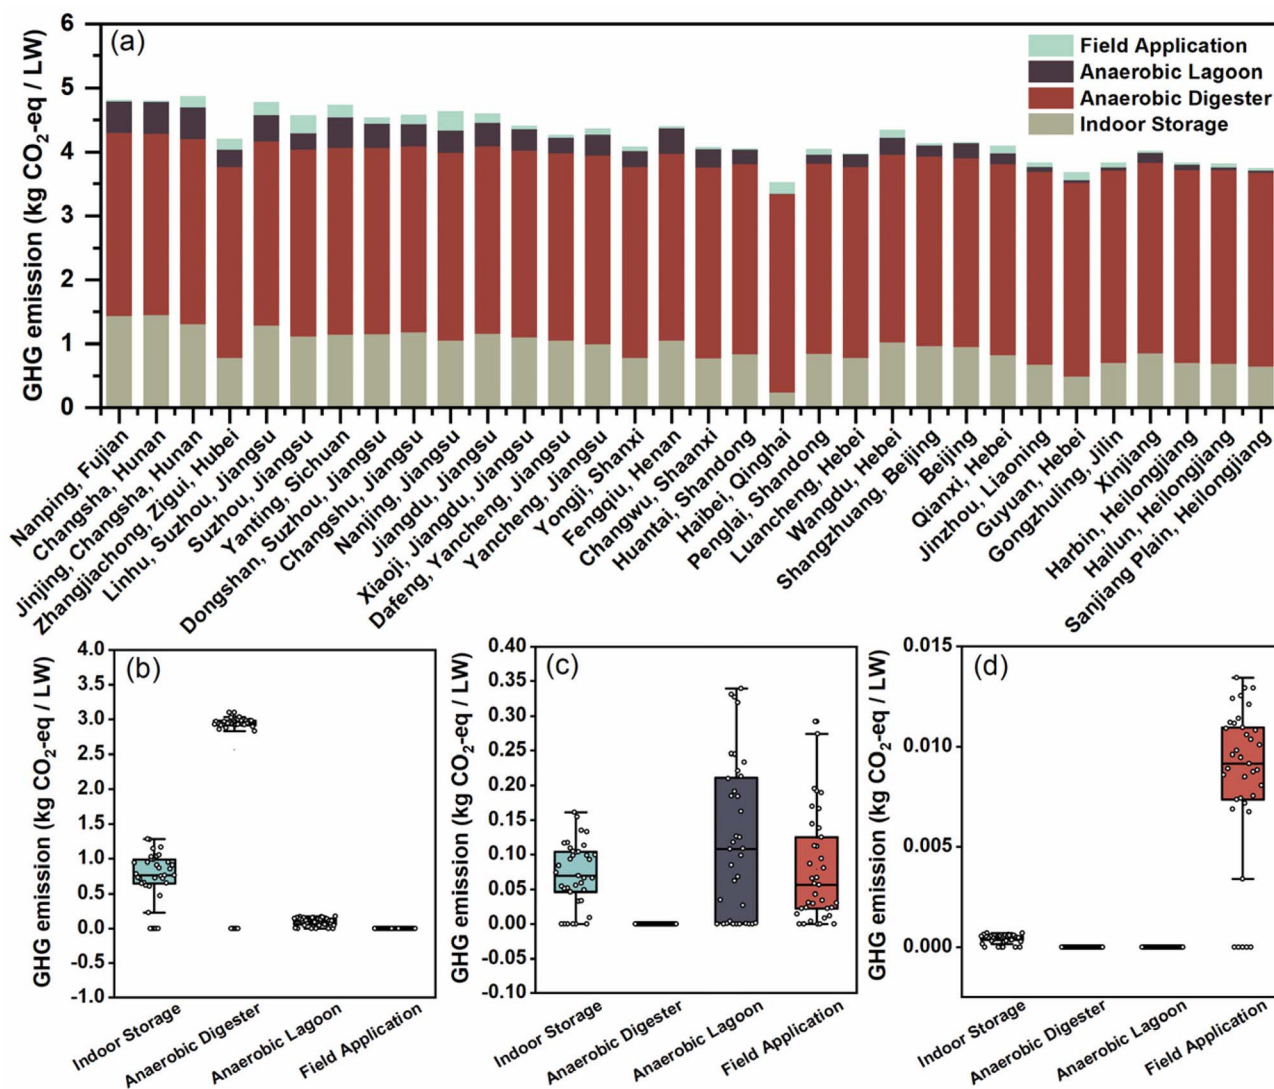 (a)
GHG emission (kg CO₂-eq / LW)
6
5
4
3
2
1
0
Field Application
Anaerobic Lagoon
Anaerobic Digester
Indoor Storage
Nanping, Fujian
Changsha, Hunan
Jinjing, Changsha, Hunan
Zhangjiachong, Zigui, Hubei
Linhu, Suzhou, Jiangsu
Suzhou, Jiangsu
Yanting, Sichuan
Dongshan, Suzhou, Jiangsu
Changshu, Jiangsu
Nanjing, Jiangsu
Jiangdu, Jiangsu
Xiaoji, Jiangdu, Jiangsu
Dafeng, Yancheng, Jiangsu
Yancheng, Jiangsu
Yongji, Shanxi
Fengqiu, Henan
Changwu, Shaanxi
Huantai, Shandong
Haibei, Qinghai
Penglai, Shandong
Luancheng, Hebei
Wangdu, Hebei
Shangzhuang, Beijing
Beijing
Qianxi, Hebei
Jinzhou, Liaoning
Guyuan, Hebei
Gongzhuling, Jilin
Xinjiang
Harbin, Heilongjiang
Hailun, Heilongjiang
Sanjiang Plain, Heilongjiang
(b)
GHG emission (kg CO₂-eq / LW)
4.0
3.5
3.0
2.5
2.0
1.5
1.0
0.5
0.0
-0.5
-1.0
Indoor Storage
Anaerobic Digester
Anaerobic Lagoon
Field Application
(c)
GHG emission (kg CO₂-eq / LW)
0.40
0.35
0.30
0.25
0.20
0.15
0.10
0.05
0.00
-0.05
-0.10
Indoor Storage
Anaerobic Digester
Anaerobic Lagoon
Field Application
(d)
GHG emission (kg CO₂-eq / LW)
0.015
0.010
0.005
0.000
Indoor Storage
Anaerobic Digester
Anaerobic Lagoon
Field Application